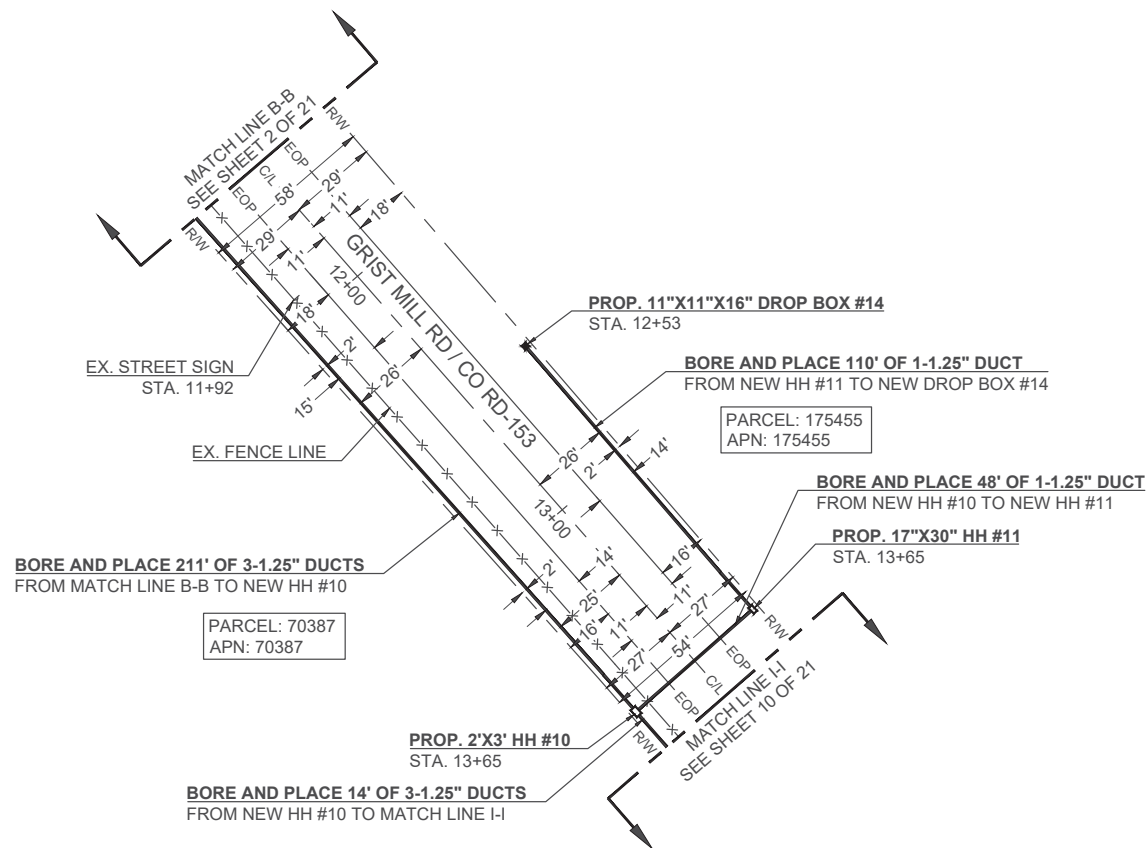 MATCH LINE B-B
SEE SHEET 2 OF 21
R/W
EOP
C/L
EOP
R/W
58'
29'
29'
11'
11'
18'
18'
12+00
GRIST MILL RD / CO RD-153
13+00
EX. STREET SIGN
STA. 11+92
2'
26'
15'
EX. FENCE LINE
PROP. 11"X11"X16" DROP BOX #14
STA. 12+53
BORE AND PLACE 110' OF 1-1.25" DUCT
FROM NEW HH #11 TO NEW DROP BOX #14
PARCEL: 175455
APN: 175455
26'
2'
14'
BORE AND PLACE 48' OF 1-1.25" DUCT
FROM NEW HH #10 TO NEW HH #11
PROP. 17"X30" HH #11
STA. 13+65
BORE AND PLACE 211' OF 3-1.25" DUCTS
FROM MATCH LINE B-B TO NEW HH #10
PARCEL: 70387
APN: 70387
2'
14'
25'
16'
16'
11'
11'
27'
27'
54'
R/W
EOP
C/L
EOP
R/W
MATCH LINE I-I
SEE SHEET 10 OF 21
PROP. 2'X3' HH #10
STA. 13+65
BORE AND PLACE 14' OF 3-1.25" DUCTS
FROM NEW HH #10 TO MATCH LINE I-I